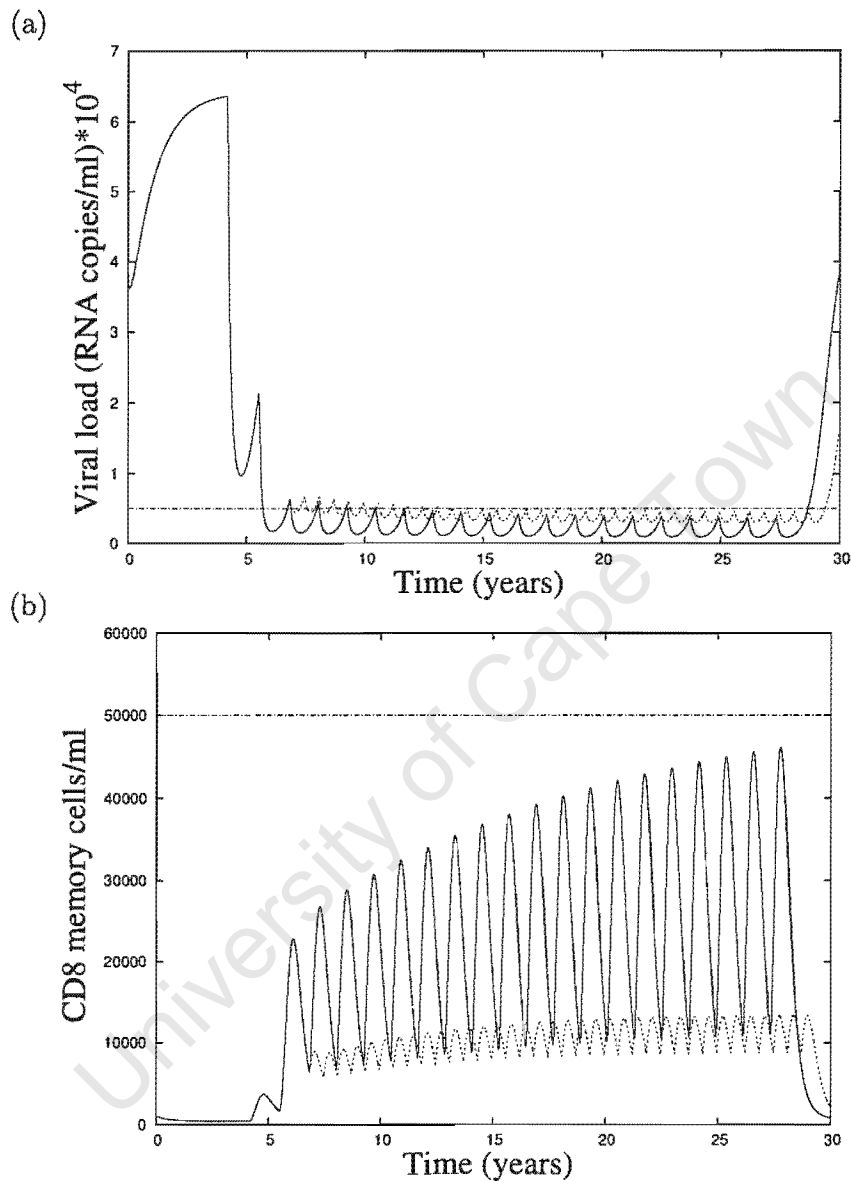 (a)
7
6
5
4
3
2
1
0
Viral load (RNA copies/ml)*10^4
0 5 10 15 20 25 30
Time (years)
(b)
60000
50000
40000
30000
20000
10000
0
CD8 memory cells/ml
0 5 10 15 20 25 30
Time (years)
University of Cape Town